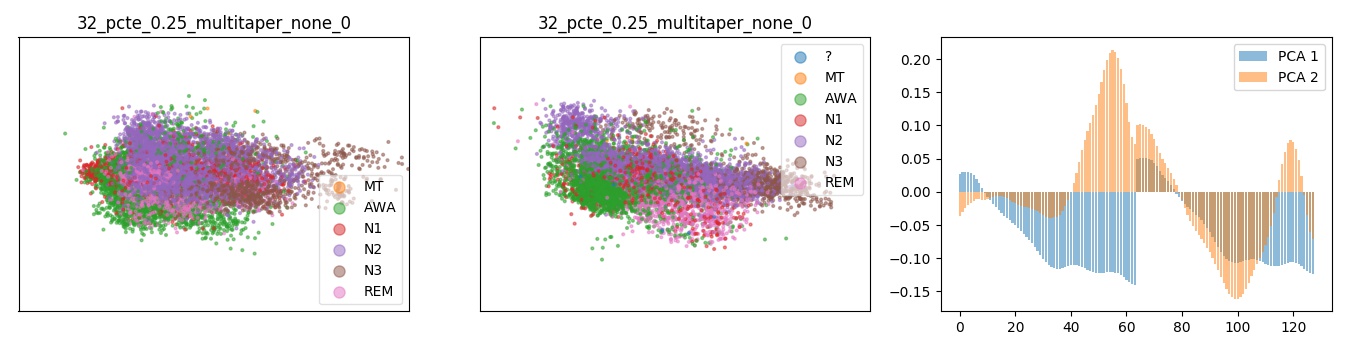 32_pcte_0.25_multitaper_none_0
MT
AWA
N1
N2
N3
REM
32_pcte_0.25_multitaper_none_0
?
MT
AWA
N1
N2
N3
REM
PCA 1
PCA 2
0.20
0.15
0.10
0.05
0.00
−0.05
−0.10
−0.15
0 20 40 60 80 100 120